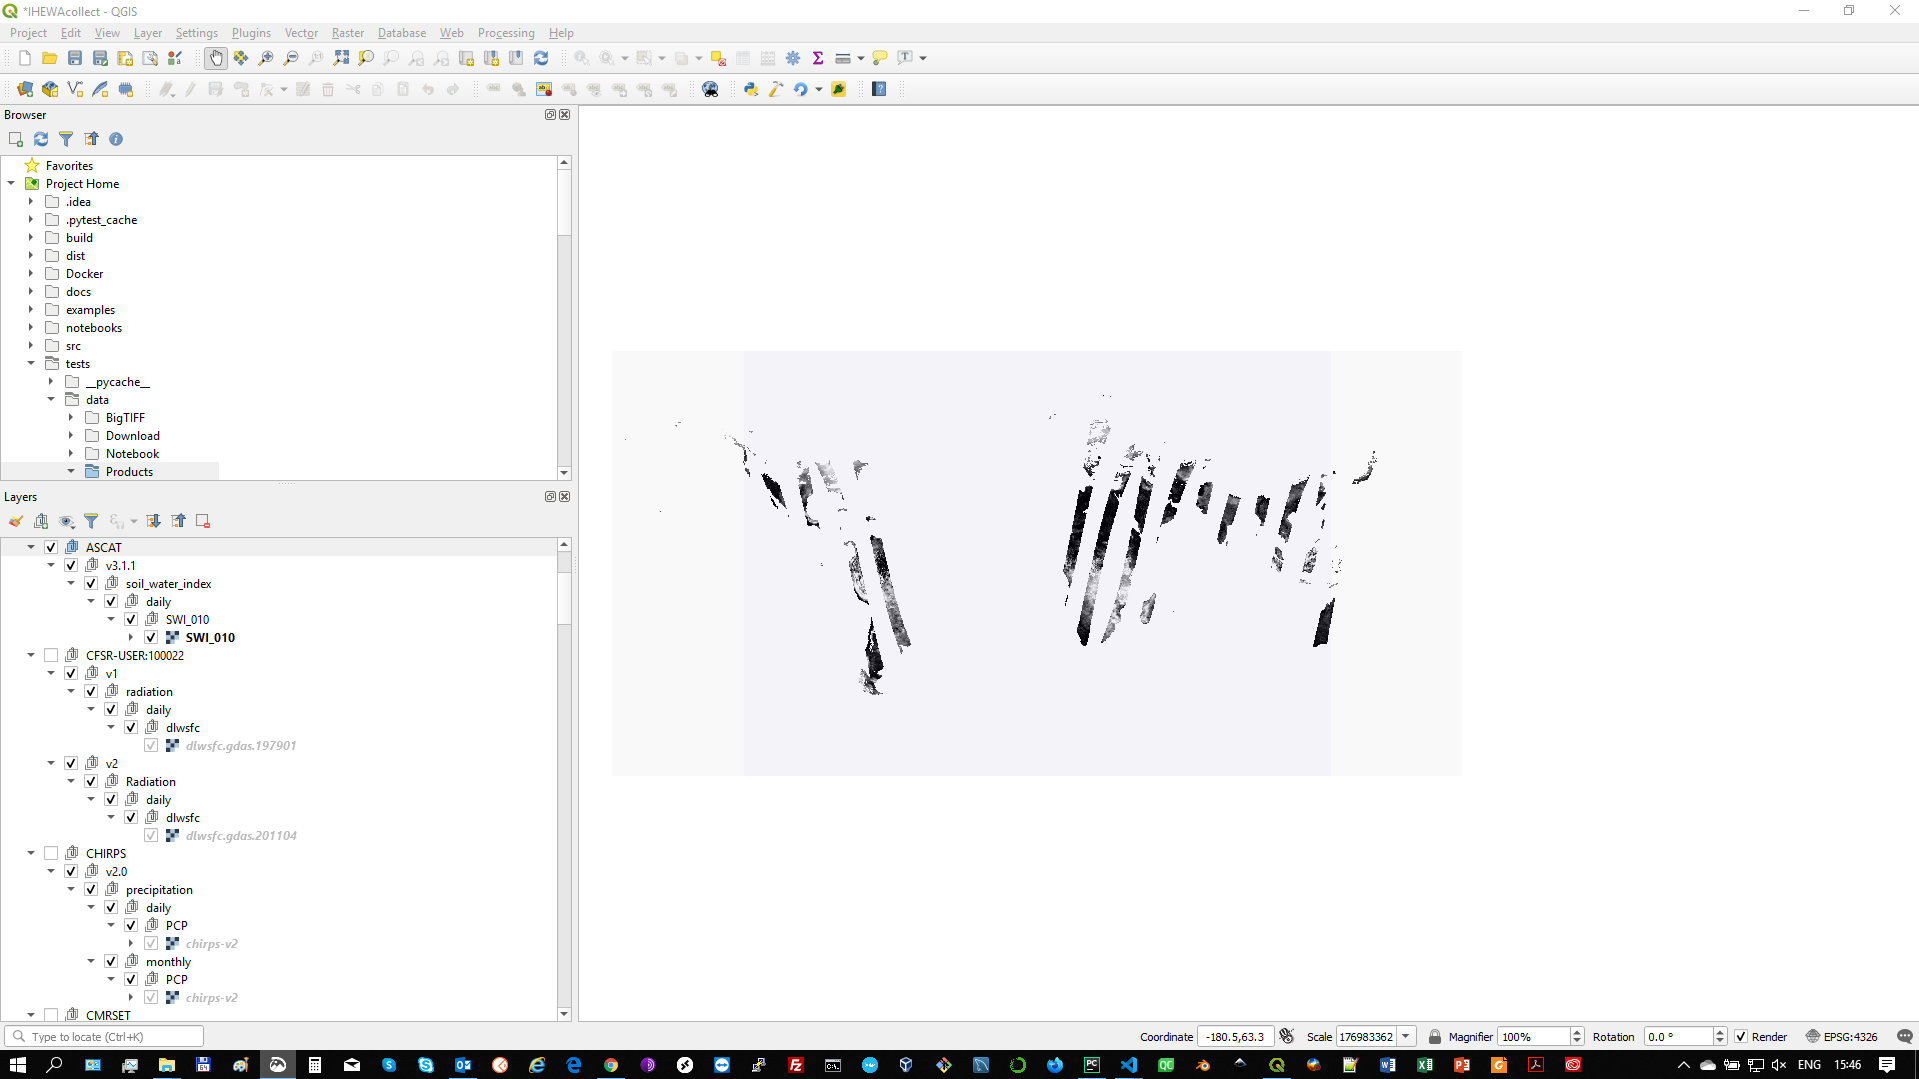 *IHEWAcollect - QGIS
Project Edit View Layer Settings Plugins Vector Raster Database Web Processing Help
Browser
Favorites
Project Home
.idea
.pytest_cache
build
dist
Docker
docs
examples
notebooks
src
tests
__pycache__
data
BigTIFF
Download
Notebook
Products
Layers
ASCAT
v3.1.1
soil_water_index
daily
SWI_010
SWI_010
CFSR-USER:100022
v1
radiation
daily
dlwsfc
dlwsfc.gdas.197901
v2
Radiation
daily
dlwsfc
dlwsfc.gdas.201104
CHIRPS
v2.0
precipitation
daily
PCP
chirps-v2
monthly
PCP
chirps-v2
CMRSET
Type to locate (Ctrl+K)
Coordinate -180.5,63.3 Scale 176983362 Magnifier 100% Rotation 0.0 ° Render EPSG:4326
ENG 15:46